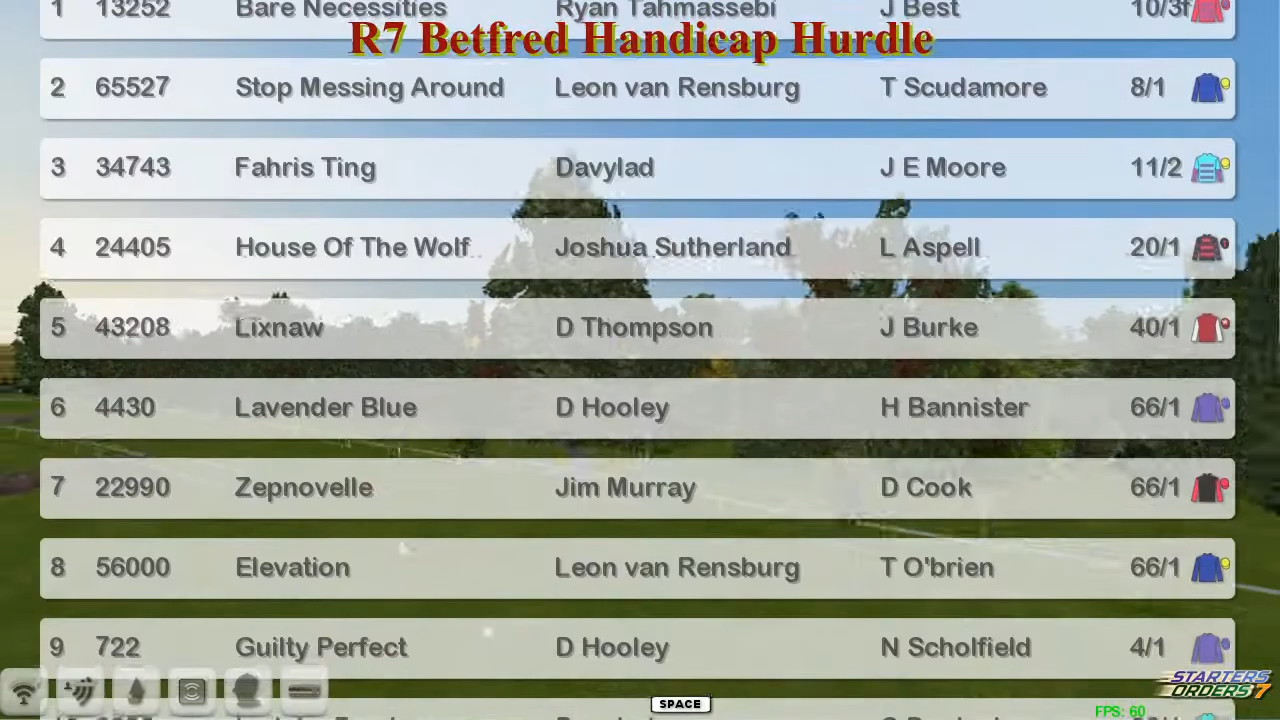 1 13252 Bare Necessities Ryan Tahmassebi J Best 10/3f
R7 Betfred Handicap Hurdle
2 65527 Stop Messing Around Leon van Rensburg T Scudamore 8/1
3 34743 Fahris Ting Davylad J E Moore 11/2
4 24405 House Of The Wolf Joshua Sutherland L Aspell 20/1
5 43208 Lixnaw D Thompson J Burke 40/1
6 4430 Lavender Blue D Hooley H Bannister 66/1
7 22990 Zepnovelle Jim Murray D Cook 66/1
8 56000 Elevation Leon van Rensburg T O'brien 66/1
9 722 Guilty Perfect D Hooley N Scholfield 4/1
STARTERS
ORDERS 7
SPACE
FPS: 60